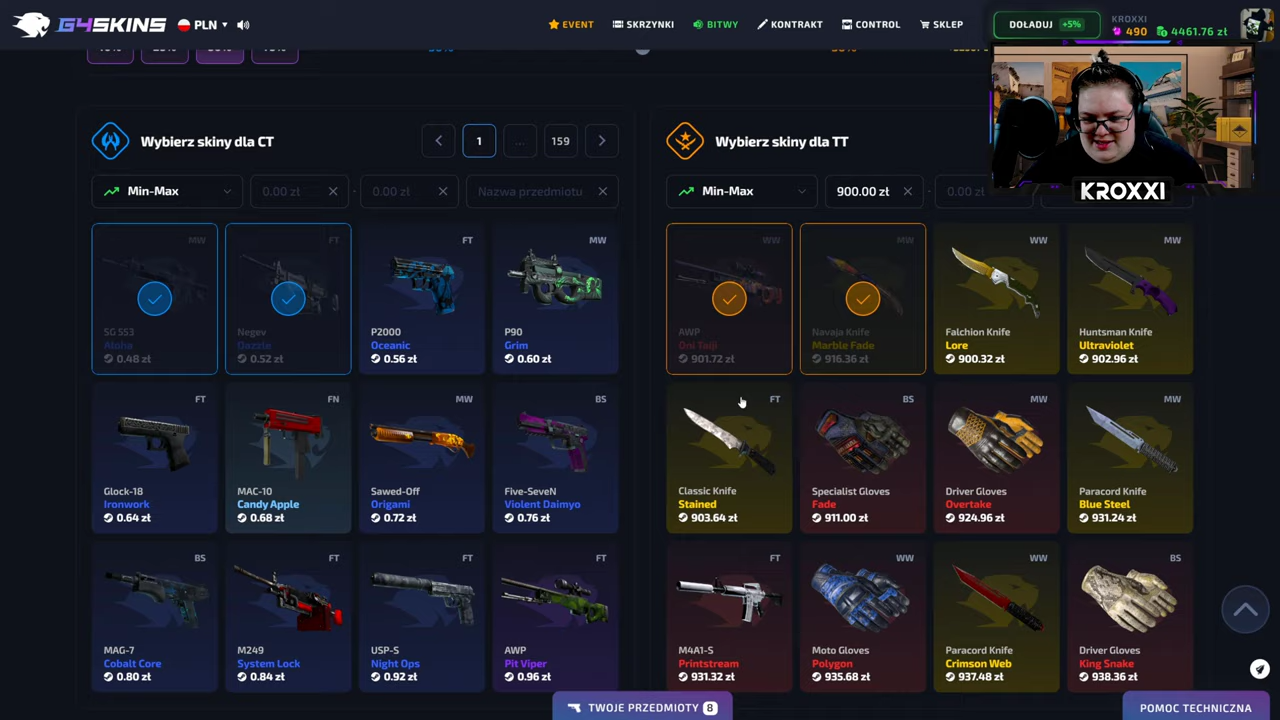 G4SKINS
PLN
EVENT
SKRZYNKI
BITWY
KONTRAKT
CONTROL
SKLEP
DOŁADUJ +5%
KROXXI
490 4461.76 zł
Wybierz skiny dla CT
1 ... 159
Wybierz skiny dla TT
Min-Max
0.00 zł
0.00 zł
Nazwa przedmiotu
Min-Max
900.00 zł
0.00 zł
KROXXI
MW
SG 553
Aloha
0.48 zł
FT
Negev
Dazzle
0.52 zł
FT
P2000
Oceanic
0.56 zł
MW
P90
Grim
0.60 zł
WW
AWP
Oni Taiji
901.72 zł
MW
Navaja Knife
Marble Fade
916.36 zł
WW
Falchion Knife
Lore
900.32 zł
MW
Huntsman Knife
Ultraviolet
902.96 zł
FT
Glock-18
Ironwork
0.64 zł
FN
MAC-10
Candy Apple
0.68 zł
MW
Sawed-Off
Origami
0.72 zł
BS
Five-SeveN
Violent Daimyo
0.76 zł
FT
Classic Knife
Stained
903.64 zł
BS
Specialist Gloves
Fade
911.00 zł
MW
Driver Gloves
Overtake
924.96 zł
MW
Paracord Knife
Blue Steel
931.24 zł
BS
MAG-7
Cobalt Core
0.80 zł
FT
M249
System Lock
0.84 zł
FT
USP-S
Night Ops
0.92 zł
FT
AWP
Pit Viper
0.96 zł
FT
M4A1-S
Printstream
931.32 zł
WW
Moto Gloves
Polygon
935.68 zł
WW
Paracord Knife
Crimson Web
937.48 zł
BS
Driver Gloves
King Snake
938.36 zł
TWOJE PRZEDMIOTY 8
POMOC TECHNICZNA